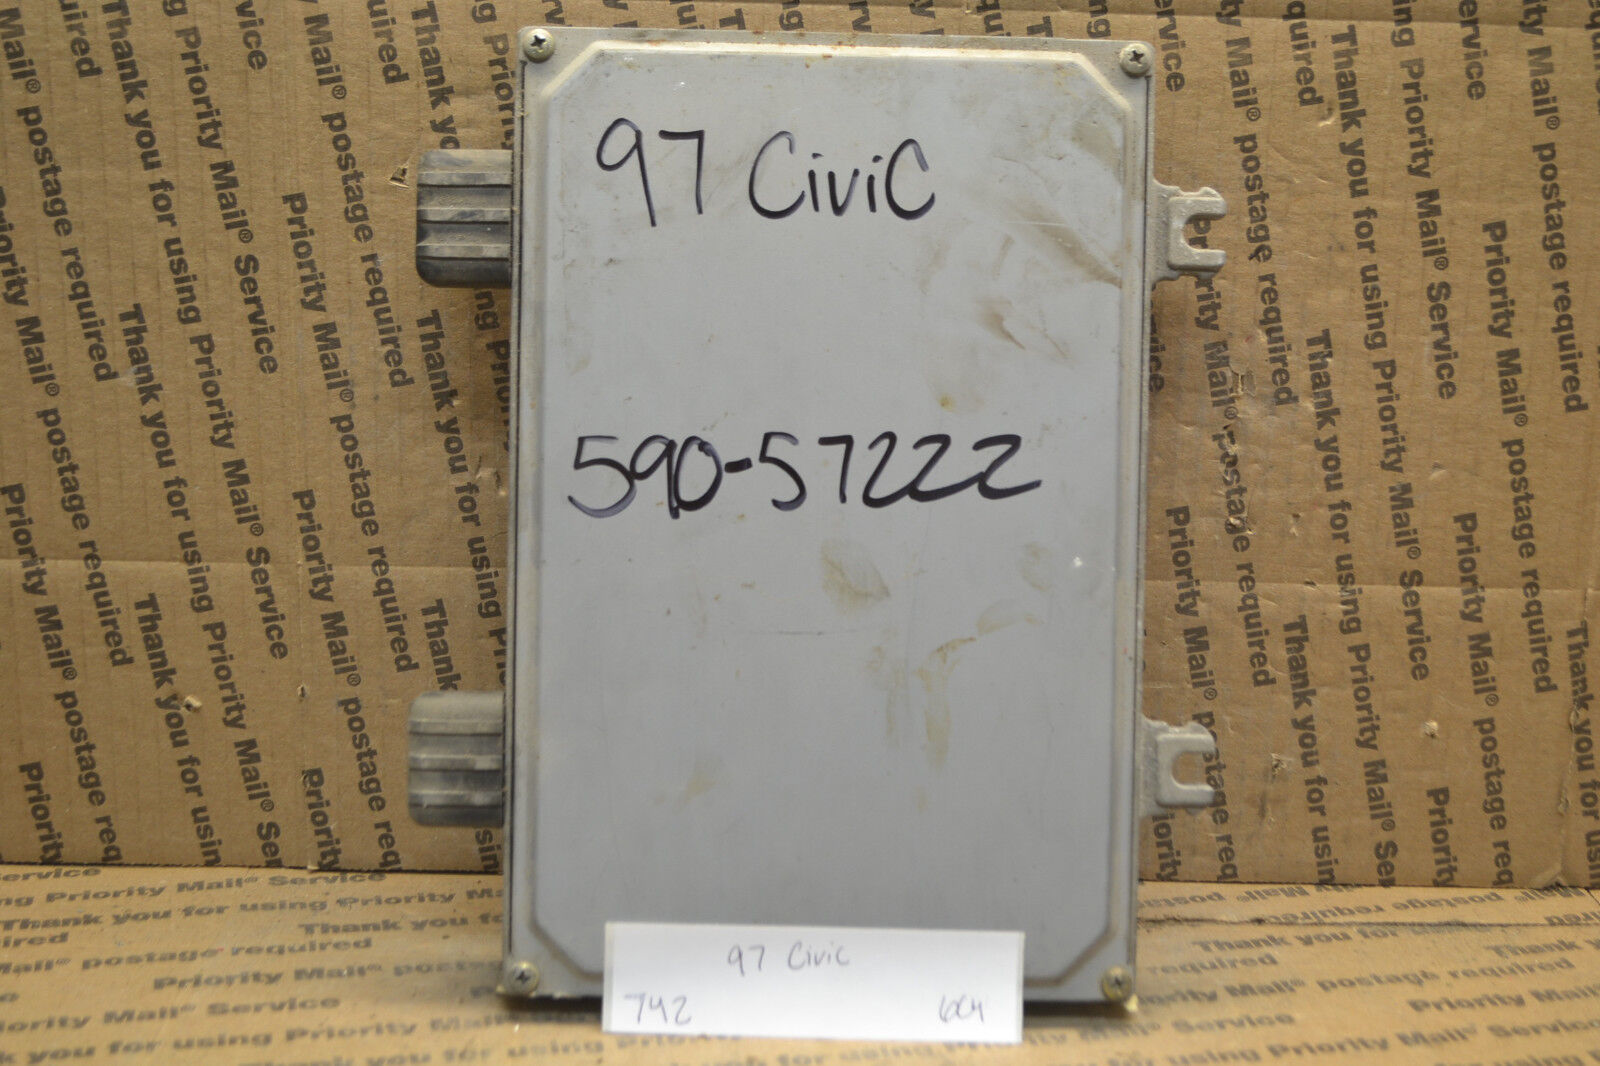 97 CiviC
590-57222
97 Civic
742
604
Thank you for using Priority Mail® Service
Priority Mail® postage required